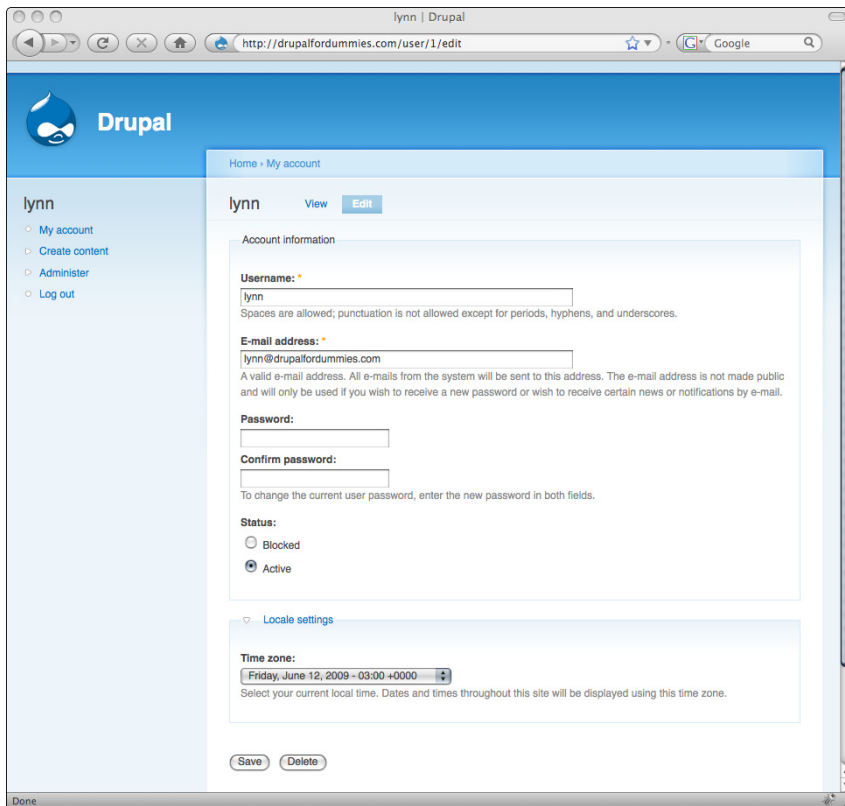 lynn | Drupal
http://drupalfordummies.com/user/1/edit
Google
Drupal
Home › My account
lynn
My account
Create content
Administer
Log out
lynn View Edit
Account information
Username: *
lynn
Spaces are allowed; punctuation is not allowed except for periods, hyphens, and underscores.
E-mail address: *
lynn@drupalfordummies.com
A valid e-mail address. All e-mails from the system will be sent to this address. The e-mail address is not made public
and will only be used if you wish to receive a new password or wish to receive certain news or notifications by e-mail.
Password:
Confirm password:
To change the current user password, enter the new password in both fields.
Status:
Blocked
Active
Locale settings
Time zone:
Friday, June 12, 2009 - 03:00 +0000
Select your current local time. Dates and times throughout this site will be displayed using this time zone.
Save Delete
Done